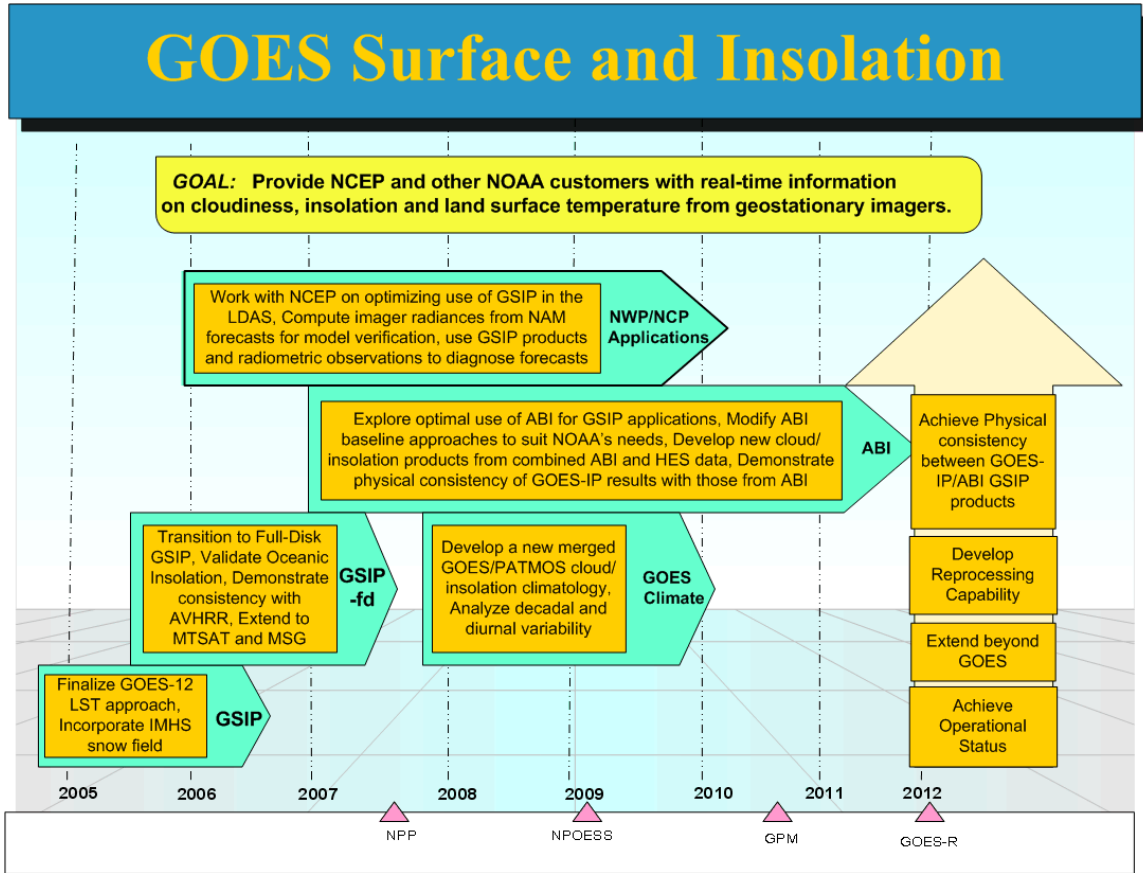 GOES Surface and Insolation
GOAL: Provide NCEP and other NOAA customers with real-time information
on cloudiness, insolation and land surface temperature from geostationary imagers.
Work with NCEP on optimizing use of GSIP in the
LDAS, Compute imager radiances from NAM
forecasts for model verification, use GSIP products
and radiometric observations to diagnose forecasts
NWP/NCP
Applications
Explore optimal use of ABI for GSIP applications, Modify ABI
baseline approaches to suit NOAA's needs, Develop new cloud/
insolation products from combined ABI and HES data, Demonstrate
physical consistency of GOES-IP results with those from ABI
ABI
Achieve Physical
consistency
between GOES-
IP/ABI GSIP
products
Transition to Full-Disk
GSIP, Validate Oceanic
Insolation, Demonstrate
consistency with
AVHRR, Extend to
MTSAT and MSG
GSIP
-fd
Develop a new merged
GOES/PATMOS cloud/
insolation climatology,
Analyze decadal and
diurnal variability
GOES
Climate
Develop
Reprocessing
Capability
Extend beyond
GOES
Finalize GOES-12
LST approach,
Incorporate IMHS
snow field
GSIP
Achieve
Operational
Status
2005 2006 2007 2008 2009 2010 2011 2012
NPP NPOESS GPM GOES-R